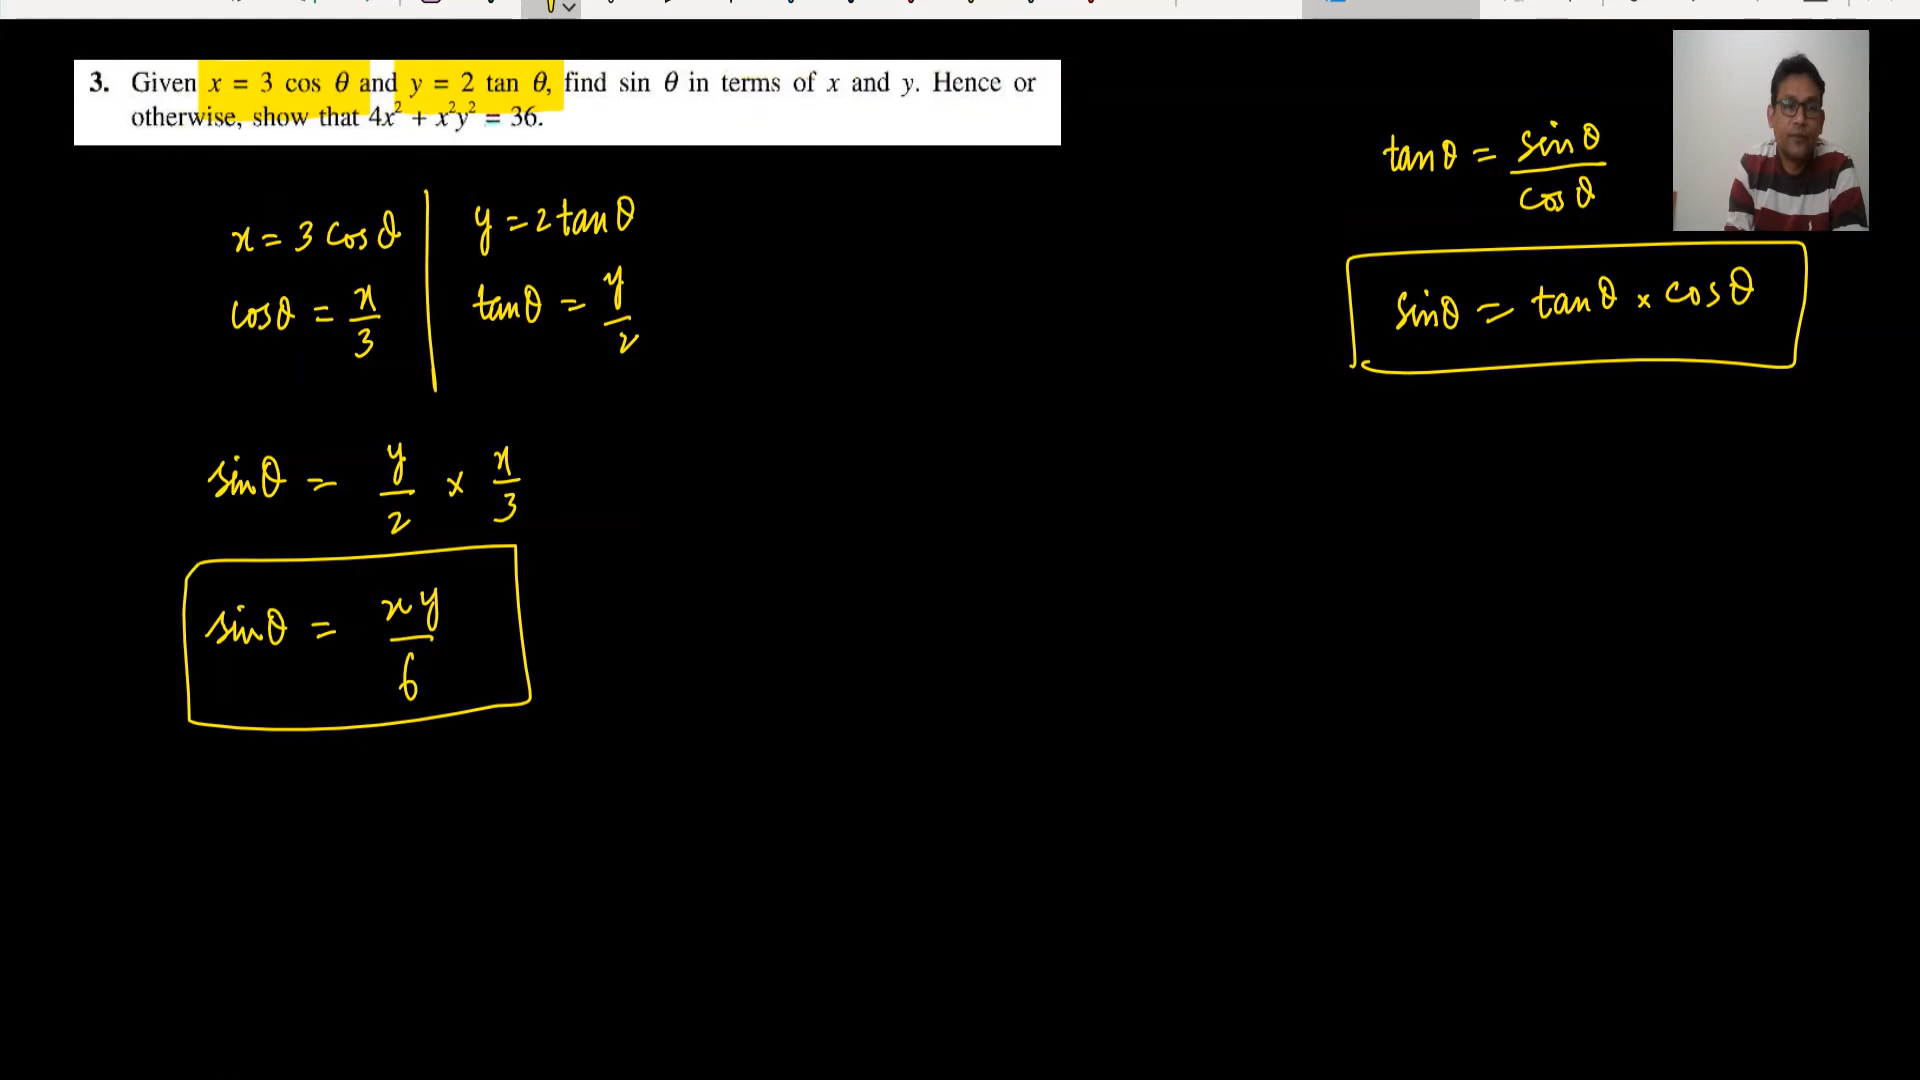 3. Given x = 3 cos θ and y = 2 tan θ, find sin θ in terms of x and y. Hence or
otherwise, show that 4x² + x²y² = 36.
x = 3 cos θ
cos θ = x/3
y = 2 tan θ
tan θ = y/2
sin θ = y/2 × x/3
sin θ = xy/6
tan θ = sin θ/cos θ
sin θ = tan θ × cos θ